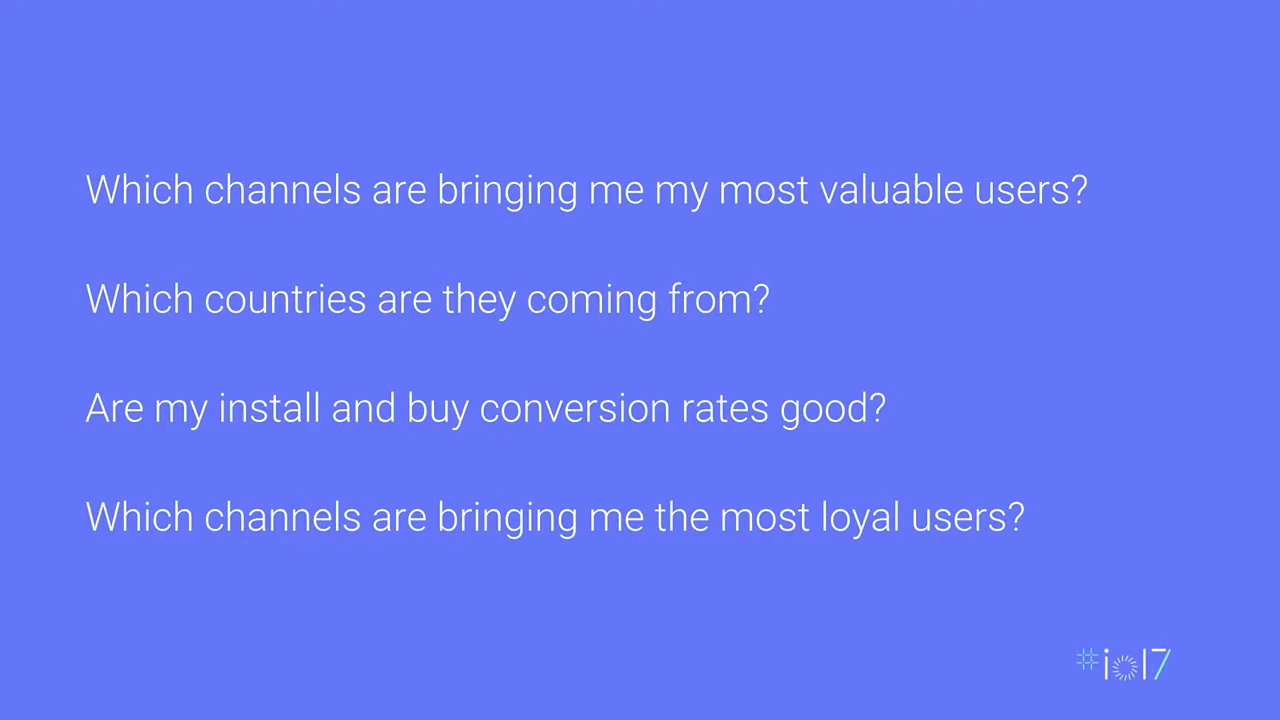 Which channels are bringing me my most valuable users?
Which countries are they coming from?
Are my install and buy conversion rates good?
Which channels are bringing me the most loyal users?
#io17